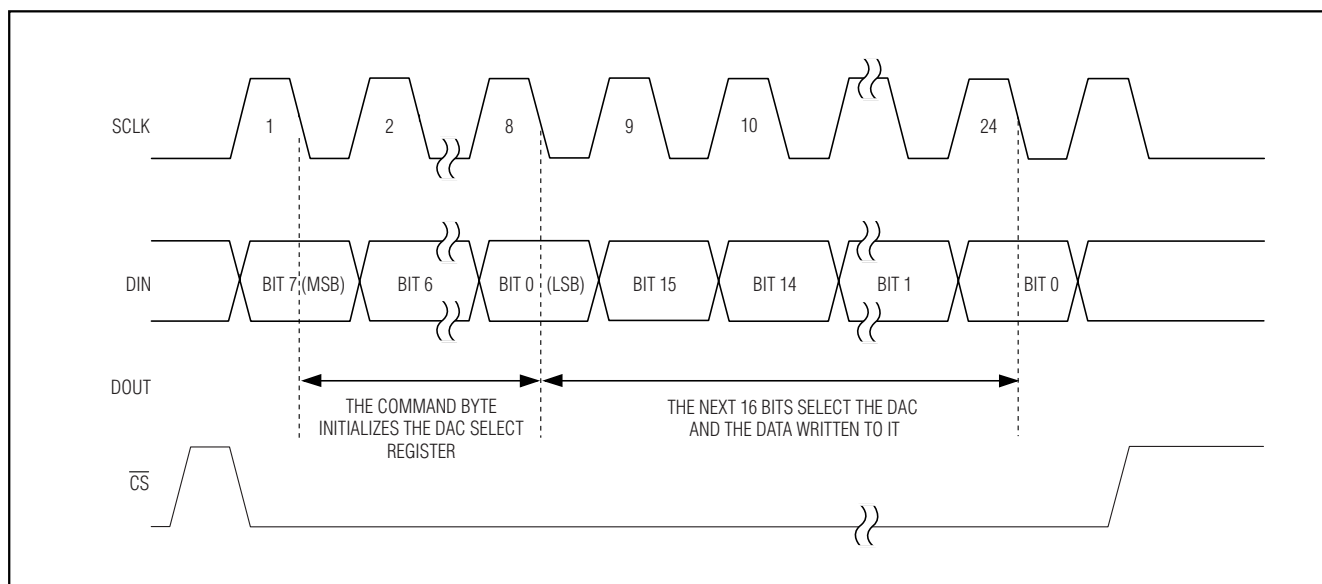 SCLK 1 2 8 9 10 24
DIN BIT 7 (MSB) BIT 6 BIT 0 (LSB) BIT 15 BIT 14 BIT 1 BIT 0
DOUT
THE COMMAND BYTE
INITIALIZES THE DAC SELECT
REGISTER
THE NEXT 16 BITS SELECT THE DAC
AND THE DATA WRITTEN TO IT
CS